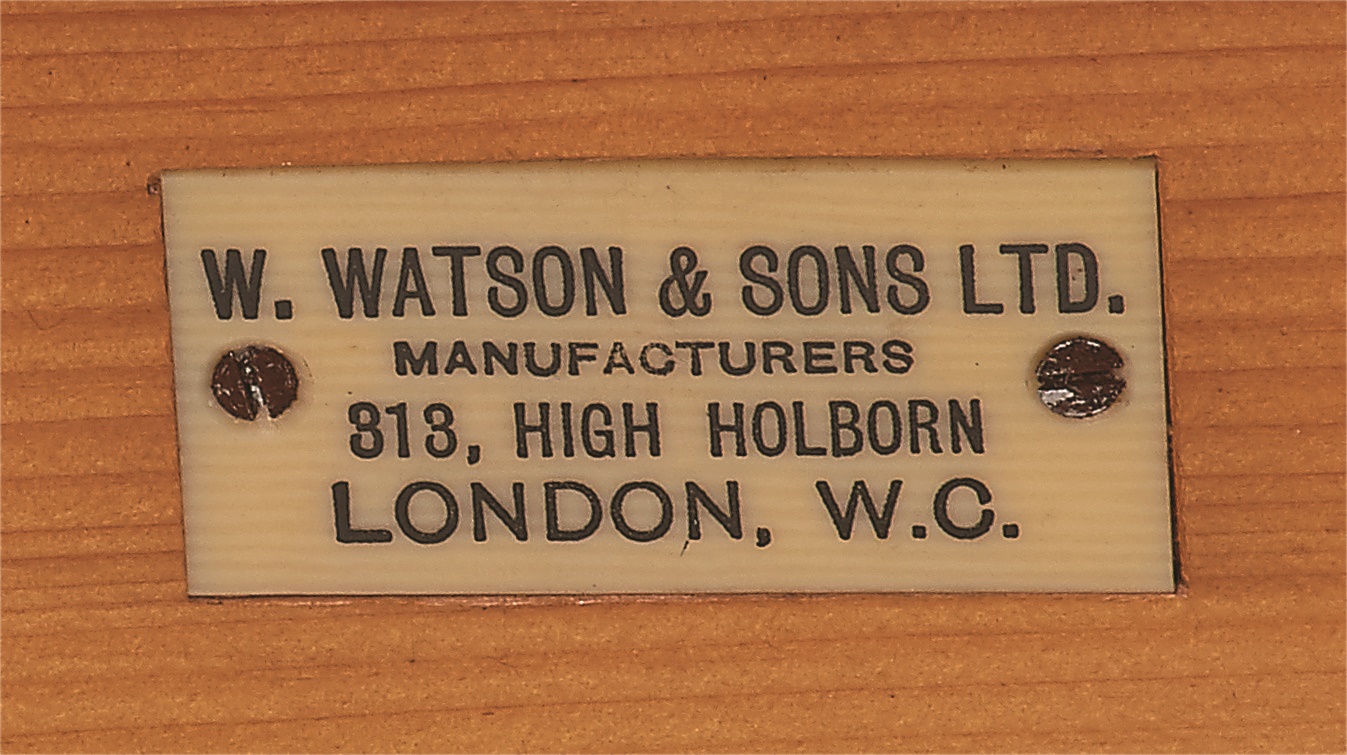 W. WATSON & SONS LTD.
MANUFACTURERS
313, HIGH HOLBORN
LONDON, W.C.